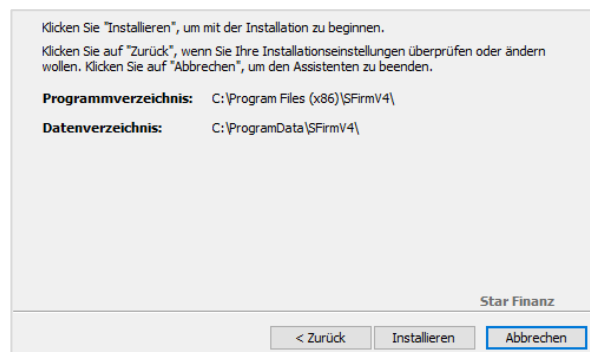 Klicken Sie "Installieren", um mit der Installation zu beginnen.
Klicken Sie auf "Zurück", wenn Sie Ihre Installationseinstellungen überprüfen oder ändern
wollen. Klicken Sie auf "Abbrechen", um den Assistenten zu beenden.
Programmverzeichnis: C:\Program Files (x86)\SFirmV4\
Datenverzeichnis: C:\ProgramData\SFirmV4\
Star Finanz
< Zurück Installieren Abbrechen